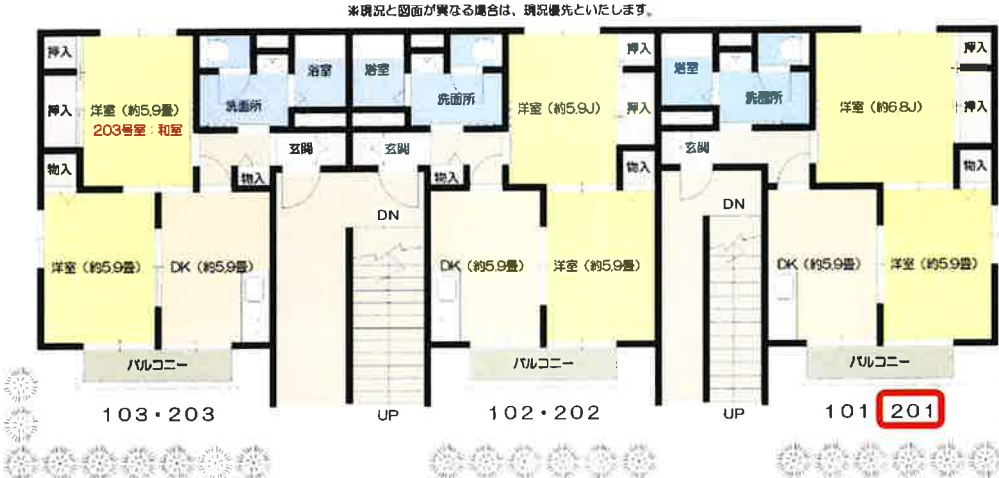 ※現況と図面が異なる場合は、現況優先といたします。
押入
押入
物入
洋室（約5.9畳）
203号室：和室
洗面所
浴室
玄関
物入
洋室（約5.9畳）
DK（約5.9畳）
バルコニー
103・203
浴室
洗面所
玄関
物入
洋室（約5.9J）
押入
押入
物入
DN
UP
DK（約5.9畳）
洋室（約5.9畳）
バルコニー
102・202
浴室
洗面所
玄関
物入
洋室（約6.8J）
押入
押入
物入
DN
UP
DK（約5.9畳）
洋室（約5.9畳）
バルコニー
101 201